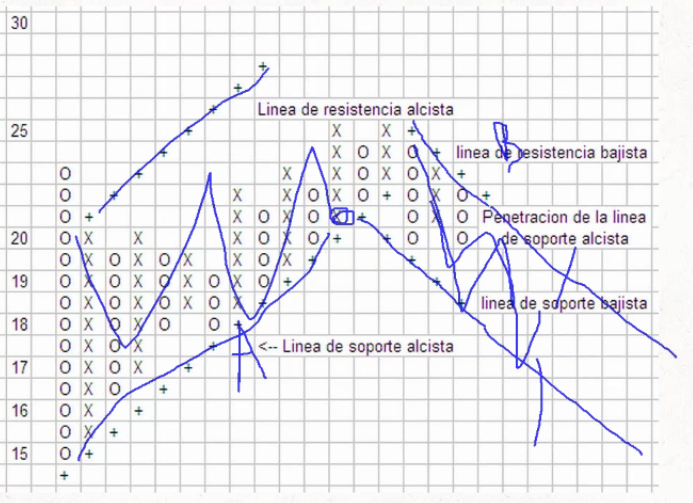 30
+
+
+ Linea de resistencia alcista
25 + X X +
+ X O X O + linea de resistencia bajista
O + X X O X O X +
O + X X O X O + O X O +
O + X O X O X O + O X O Penetracion de la linea
20 O X X X O X O + + O O de soporte alcista
O X O X O X X O X + +
19 O X O X O X O X O + +
O X O X O X O X + + linea de soporte bajista
18 O X O X O O +
O X O X + <-- Linea de soporte alcista
17 O X O X +
O X O +
16 O X +
O X +
15 O +
+